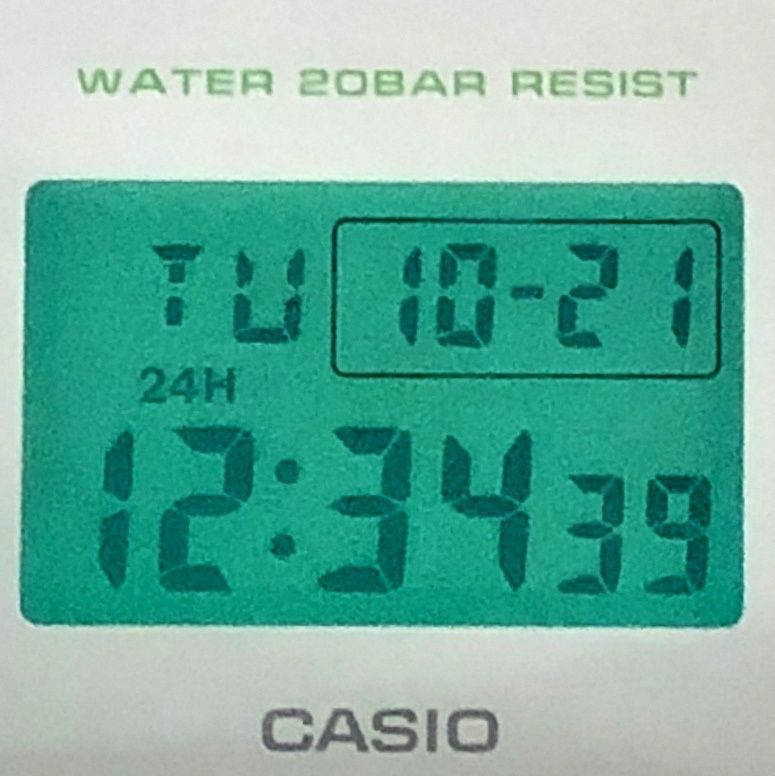 WATER 20BAR RESIST
TU 10-21
24H
12:34 39
CASIO